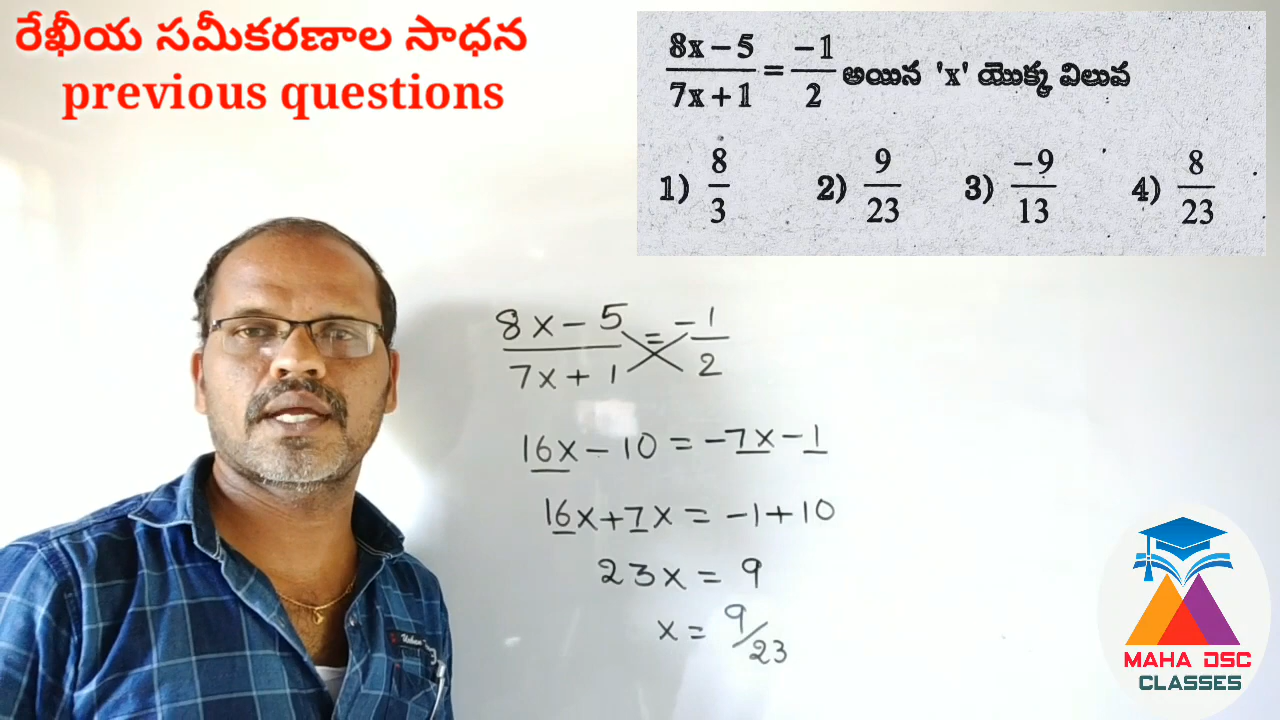 రేఖీయ సమీకరణాల సాధన
previous questions
8x – 5 / 7x + 1 = –1 / 2 అయిన 'x' యొక్క విలువ
1) 8/3 2) 9/23 3) –9/13 4) 8/23
8x – 5 / 7x + 1 = –1 / 2
16x – 10 = –7x – 1
16x + 7x = –1 + 10
23x = 9
x = 9/23
MAHA DSC
CLASSES